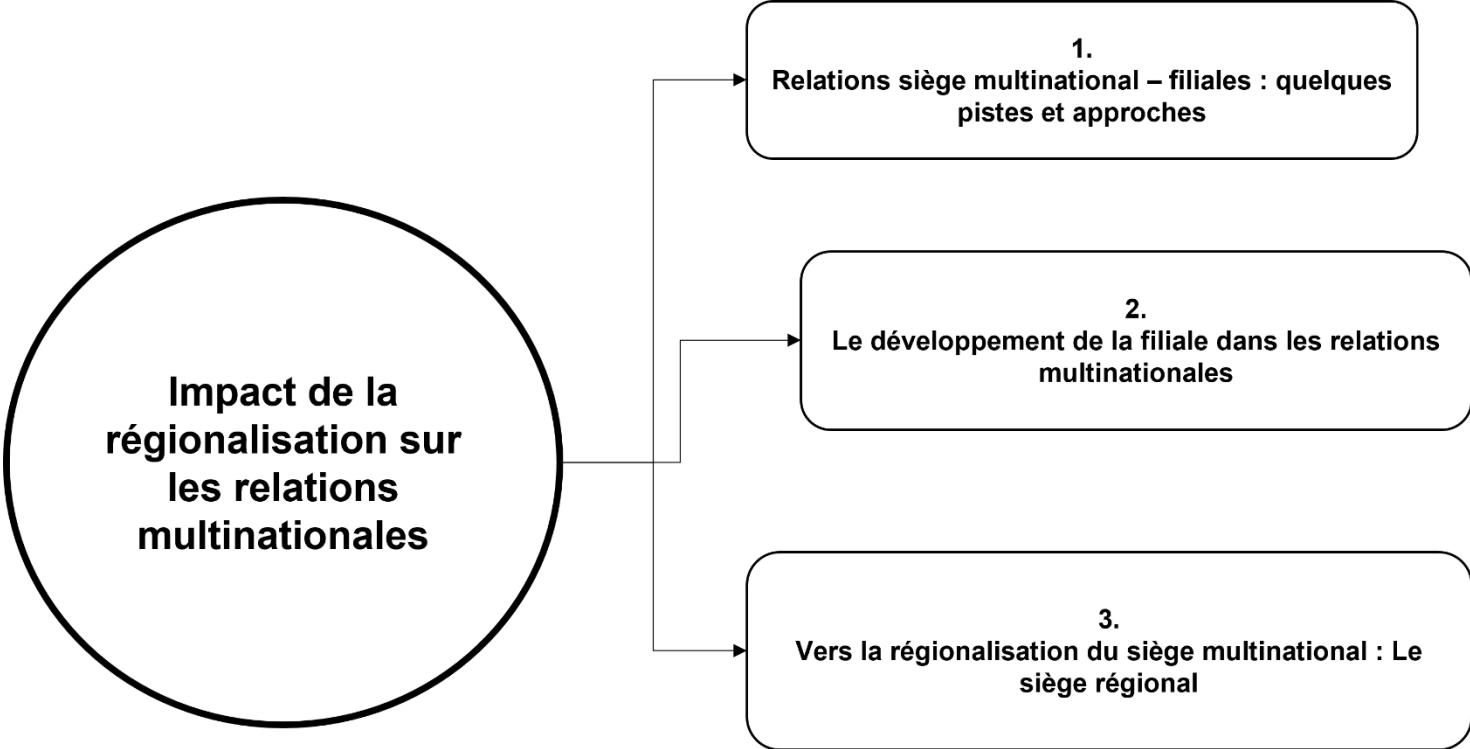 Impact de la
régionalisation sur
les relations
multinationales
1.
Relations siège multinational – filiales : quelques
pistes et approches
2.
Le développement de la filiale dans les relations
multinationales
3.
Vers la régionalisation du siège multinational : Le
siège régional